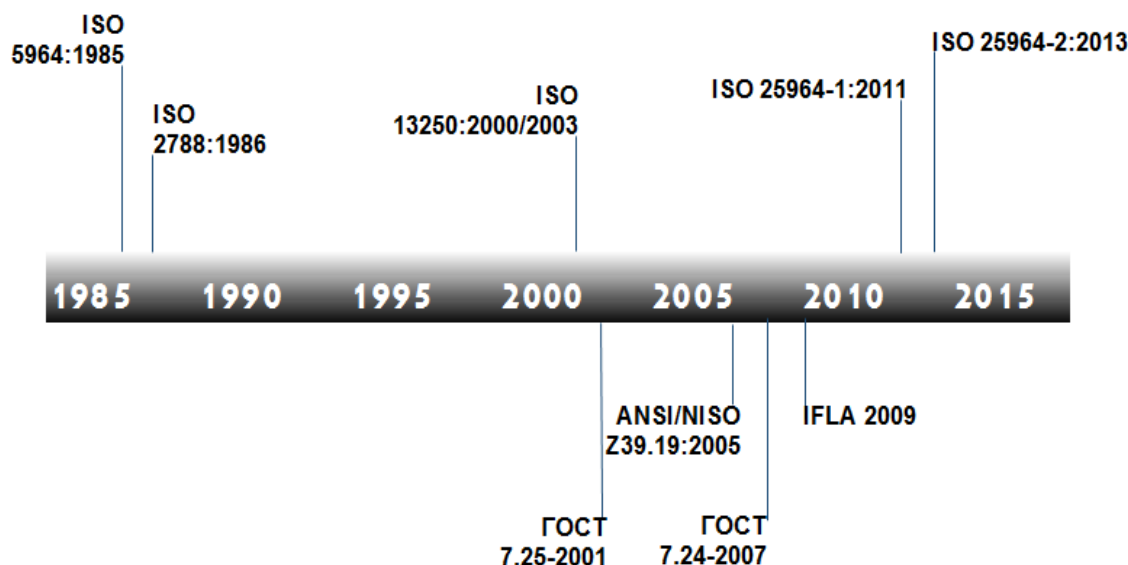 ISO
5964:1985
ISO
2788:1986
ISO
13250:2000/2003
ISO 25964-1:2011
ISO 25964-2:2013
1985 1990 1995 2000 2005 2010 2015
ANSI/NISO
Z39.19:2005
IFLA 2009
ГОСТ
7.25-2001
ГОСТ
7.24-2007